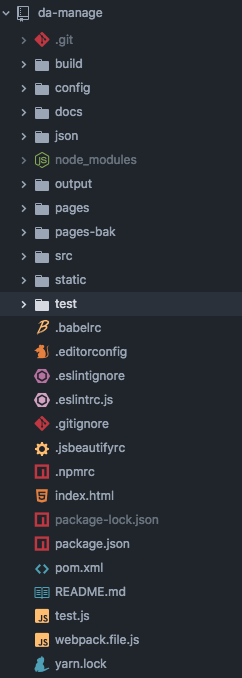 da-manage
.git
build
config
docs
json
node_modules
output
pages
pages-bak
src
static
test
.babelrc
.editorconfig
.eslintignore
.eslintrc.js
.gitignore
.jsbeautifyrc
.npmrc
index.html
package-lock.json
package.json
pom.xml
README.md
test.js
webpack.file.js
yarn.lock